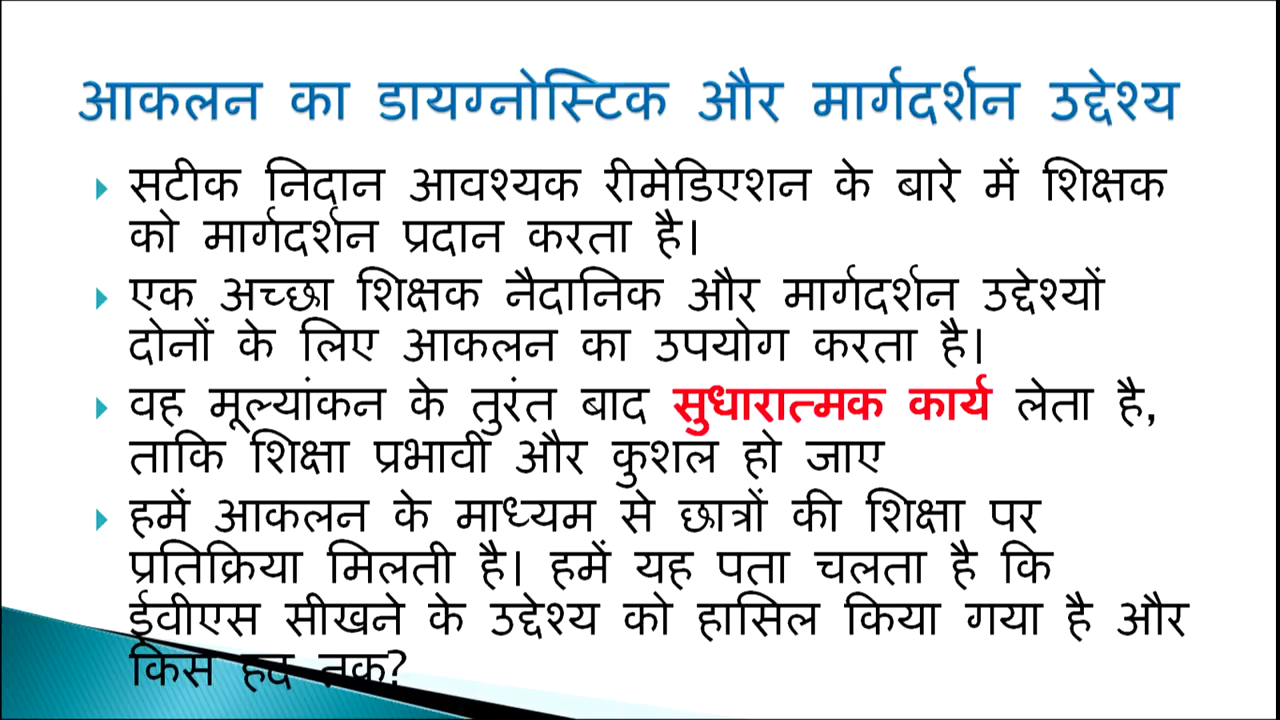 आकलन का डायग्नोस्टिक और मार्गदर्शन उद्देश्य
सटीक निदान आवश्यक रीमेडिएशन के बारे में शिक्षक
को मार्गदर्शन प्रदान करता है।
एक अच्छा शिक्षक नैदानिक और मार्गदर्शन उद्देश्यों
दोनों के लिए आकलन का उपयोग करता है।
वह मूल्यांकन के तुरंत बाद सुधारात्मक कार्य लेता है,
ताकि शिक्षा प्रभावी और कुशल हो जाए
हमें आकलन के माध्यम से छात्रों की शिक्षा पर
प्रतिक्रिया मिलती है। हमें यह पता चलता है कि
ईवीएस सीखने के उद्देश्य को हासिल किया गया है और
किस हद तक?